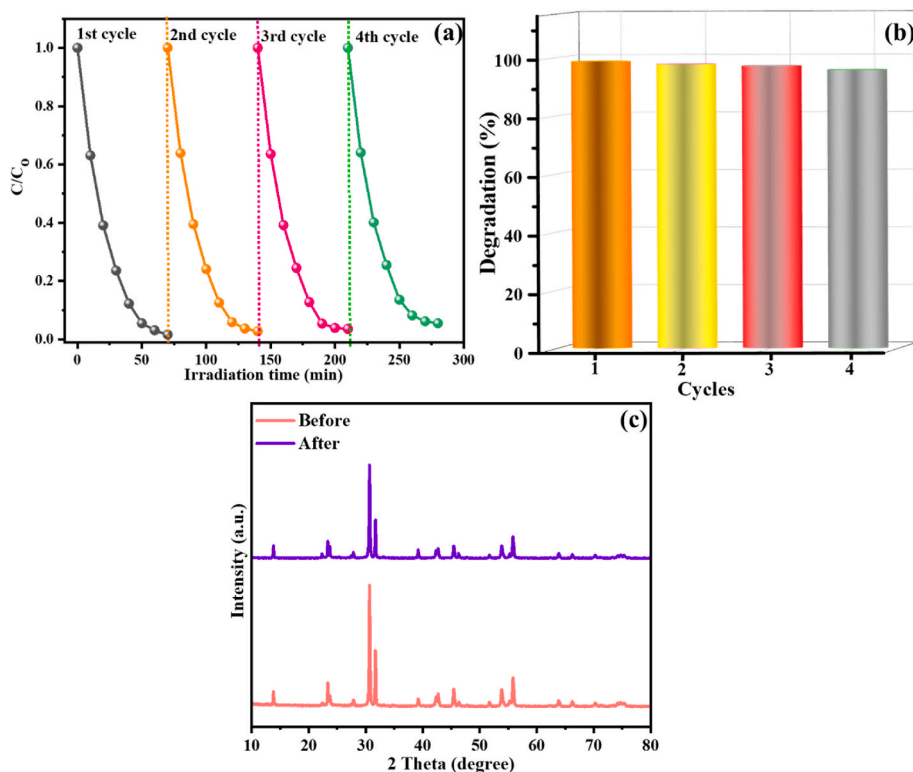 1st cycle 2nd cycle 3rd cycle 4th cycle (a)
1.0
0.8
0.6
0.4
0.2
0.0
C/C₀
0 50 100 150 200 250 300
Irradiation time (min)
(b)
100
80
60
40
20
0
Degradation (%)
1 2 3 4
Cycles
Before (c)
After
Intensity (a.u.)
10 20 30 40 50 60 70 80
2 Theta (degree)